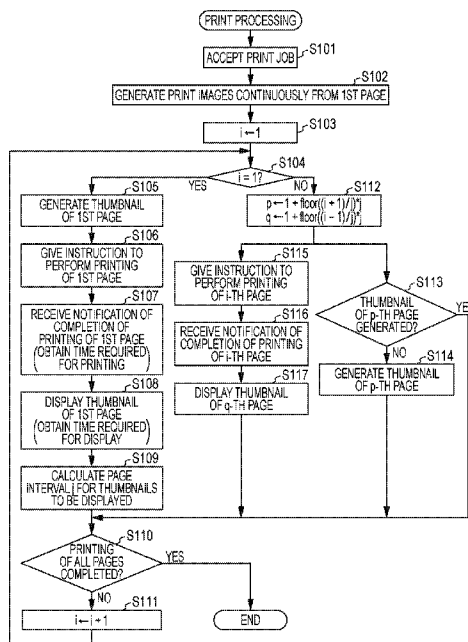 PRINT PROCESSING
S101
ACCEPT PRINT JOB
S102
GENERATE PRINT IMAGES CONTINUOUSLY FROM 1ST PAGE
S103
i ← 1
S104
i = 1?
YES
NO
S105
GENERATE THUMBNAIL
OF 1ST PAGE
S106
GIVE INSTRUCTION TO
PERFORM PRINTING
OF 1ST PAGE
S107
RECEIVE NOTIFICATION OF
COMPLETION OF
PRINTING OF 1ST PAGE
(OBTAIN TIME REQUIRED
FOR PRINTING)
S108
DISPLAY THUMBNAIL
OF 1ST PAGE
(OBTAIN TIME REQUIRED
FOR DISPLAY)
S109
CALCULATE PAGE
INTERVAL j FOR THUMBNAILS
TO BE DISPLAYED
S112
p ← 1 + floor((i + 1)/j)*j
q ← 1 + floor((i − 1)/j)*j
S115
GIVE INSTRUCTION TO
PERFORM PRINTING
OF i-TH PAGE
S116
RECEIVE NOTIFICATION OF
COMPLETION OF PRINTING
OF i-TH PAGE
S117
DISPLAY THUMBNAIL
OF q-TH PAGE
S113
THUMBNAIL
OF p-TH PAGE
GENERATED?
YES
NO
S114
GENERATE THUMBNAIL
OF p-TH PAGE
S110
PRINTING
OF ALL PAGES
COMPLETED?
YES
NO
S111
i ← i + 1
END